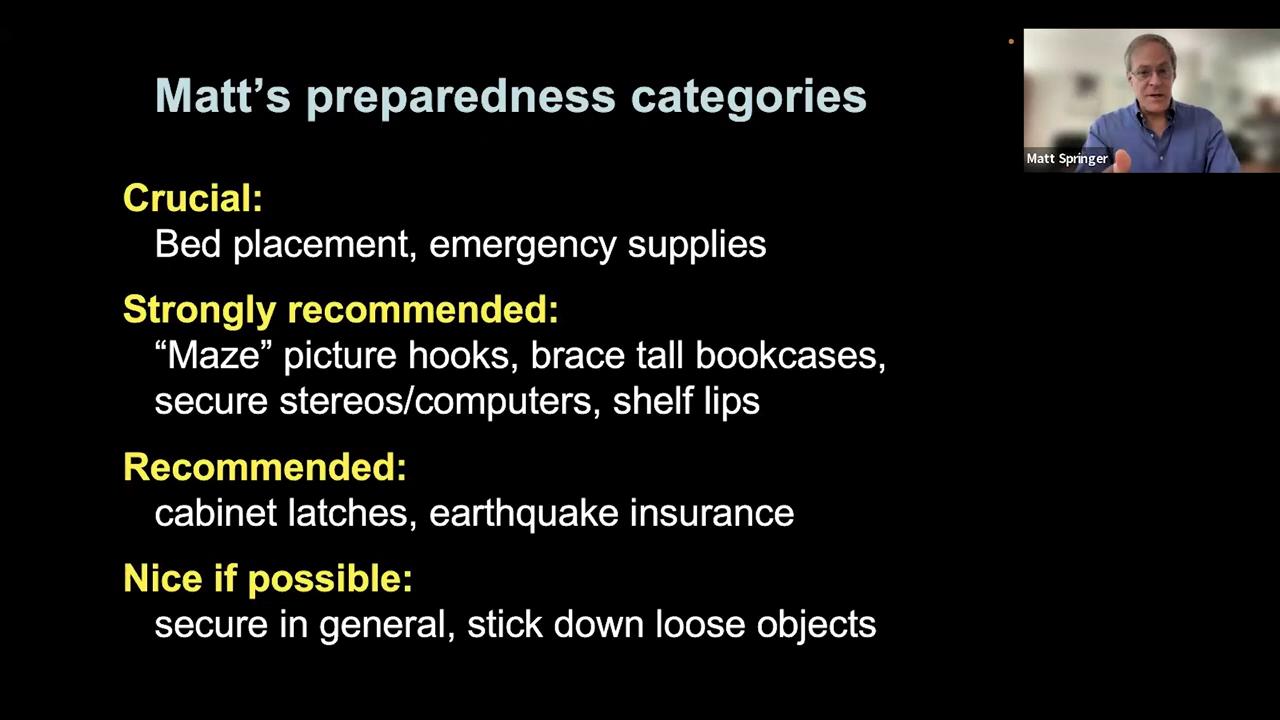 Matt’s preparedness categories
Matt Springer
Crucial:
Bed placement, emergency supplies
Strongly recommended:
“Maze” picture hooks, brace tall bookcases,
secure stereos/computers, shelf lips
Recommended:
cabinet latches, earthquake insurance
Nice if possible:
secure in general, stick down loose objects